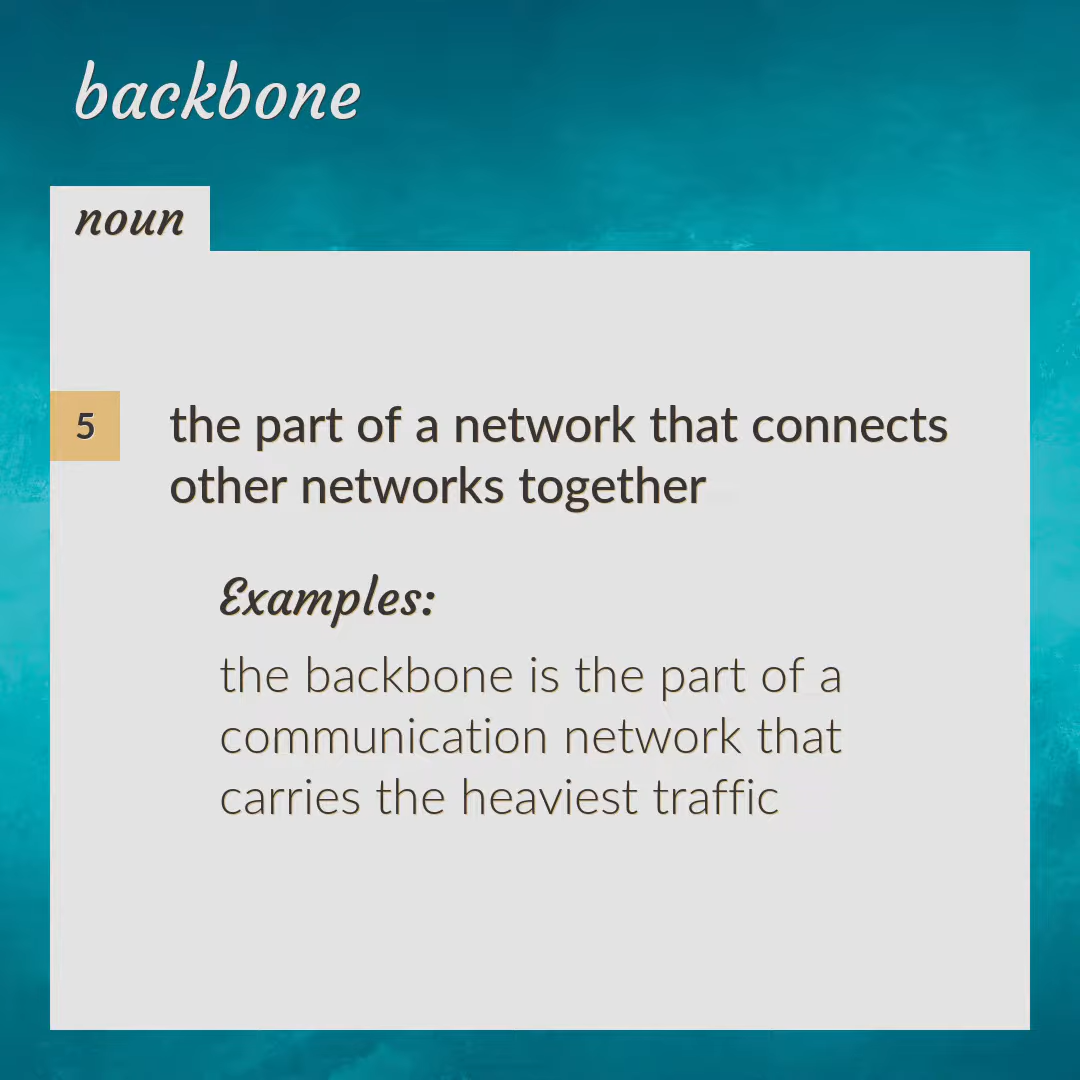 backbone
noun
5
the part of a network that connects
other networks together
Examples:
the backbone is the part of a
communication network that
carries the heaviest traffic